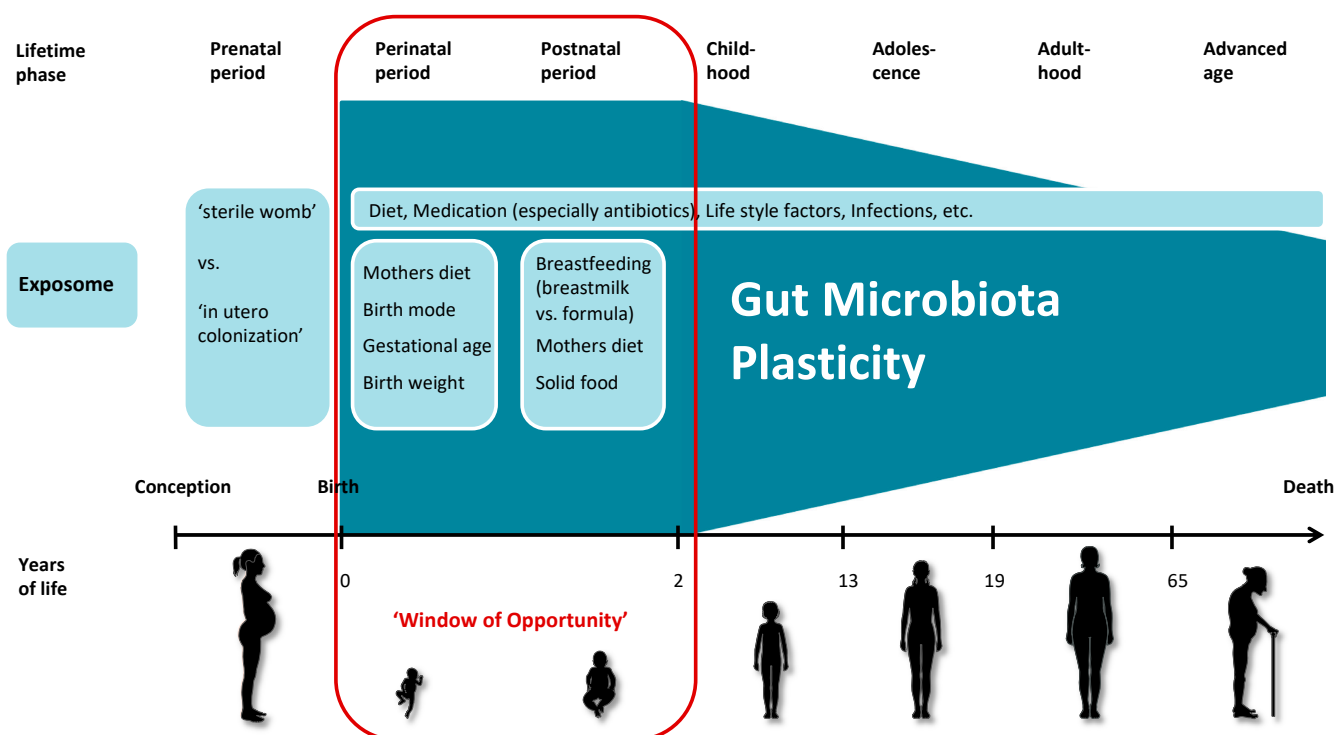 Lifetime
phase
Prenatal
period
Perinatal
period
Postnatal
period
Child-
hood
Adoles-
cence
Adult-
hood
Advanced
age
Exposome
‘sterile womb’
vs.
‘in utero
colonization’
Diet, Medication (especially antibiotics), Life style factors, Infections, etc.
Mothers diet
Birth mode
Gestational age
Birth weight
Breastfeeding
(breastmilk
vs. formula)
Mothers diet
Solid food
Gut Microbiota
Plasticity
Conception
Birth
Death
Years
of life
0
2
13
19
65
‘Window of Opportunity’